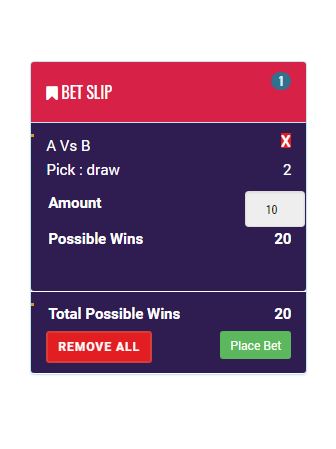 BET SLIP 1
A Vs B X
Pick : draw 2
Amount 10
Possible Wins 20
Total Possible Wins 20
REMOVE ALL Place Bet